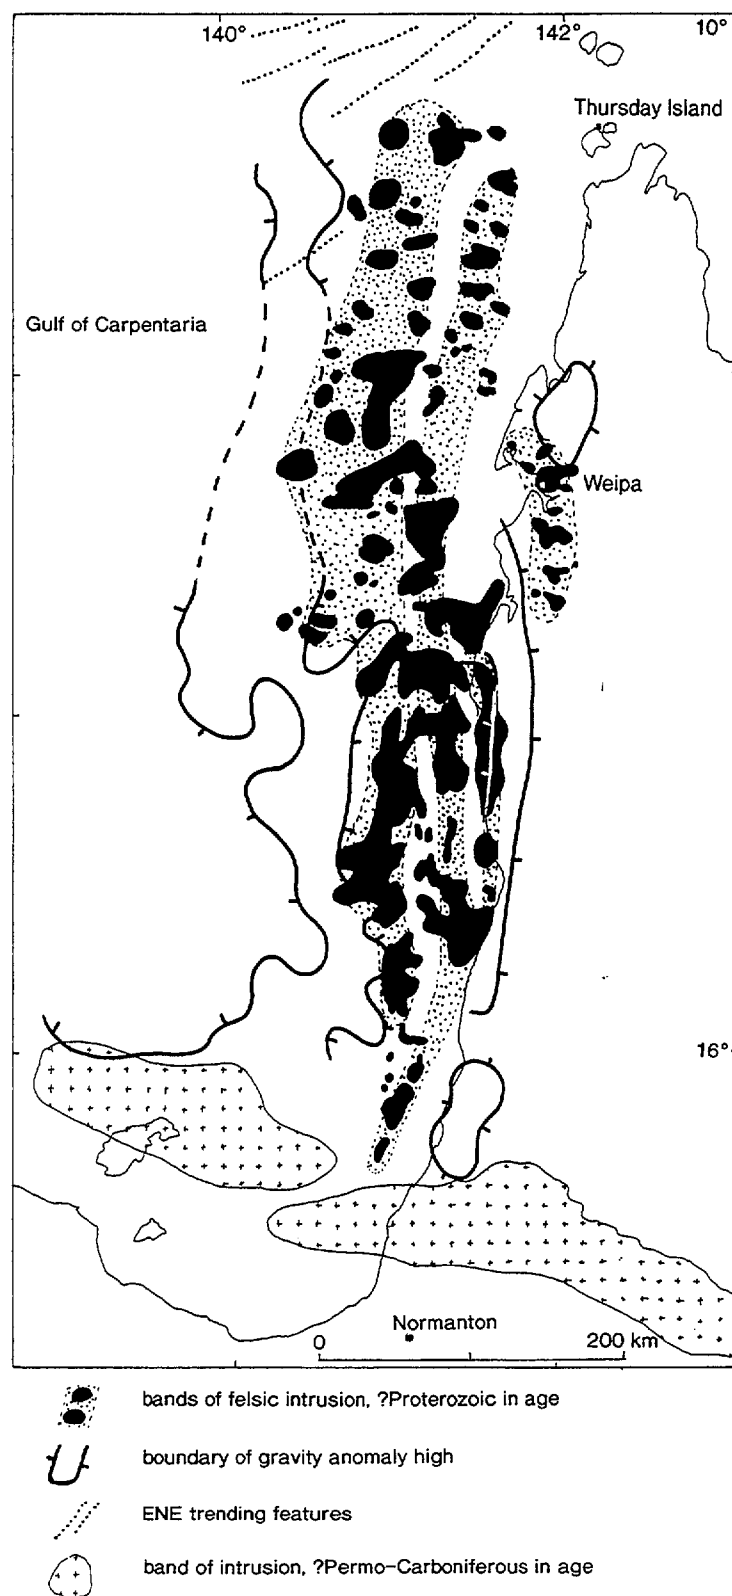 140°
142°
10°
Thursday Island
Gulf of Carpentaria
Weipa
16°
Normanton
0
200 km
bands of felsic intrusion, ?Proterozoic in age
boundary of gravity anomaly high
ENE trending features
band of intrusion, ?Permo-Carboniferous in age